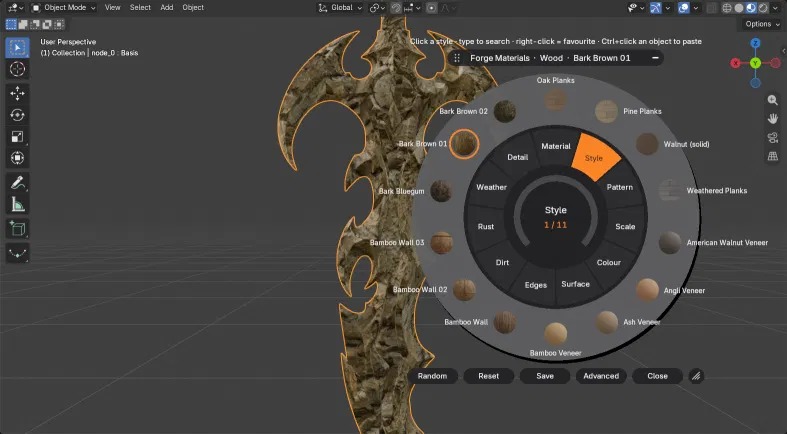 Object Mode
View
Select
Add
Object
Global
Options
User Perspective
(1) Collection | node_0 : Basis
Click a style · type to search · right-click = favourite · Ctrl+click an object to paste
Forge Materials · Wood · Bark Brown 01
Oak Planks
Bark Brown 02
Pine Planks
Bark Brown 01
Walnut (solid)
Bark Bluegum
Weathered Planks
Bamboo Wall 03
American Walnut Veneer
Bamboo Wall 02
Angli Veneer
Bamboo Wall
Ash Veneer
Bamboo Veneer
Material
Style
Detail
Pattern
Weather
Scale
Rust
Colour
Dirt
Surface
Edges
Style
1 / 11
Random
Reset
Save
Advanced
Close
Z
Y
X